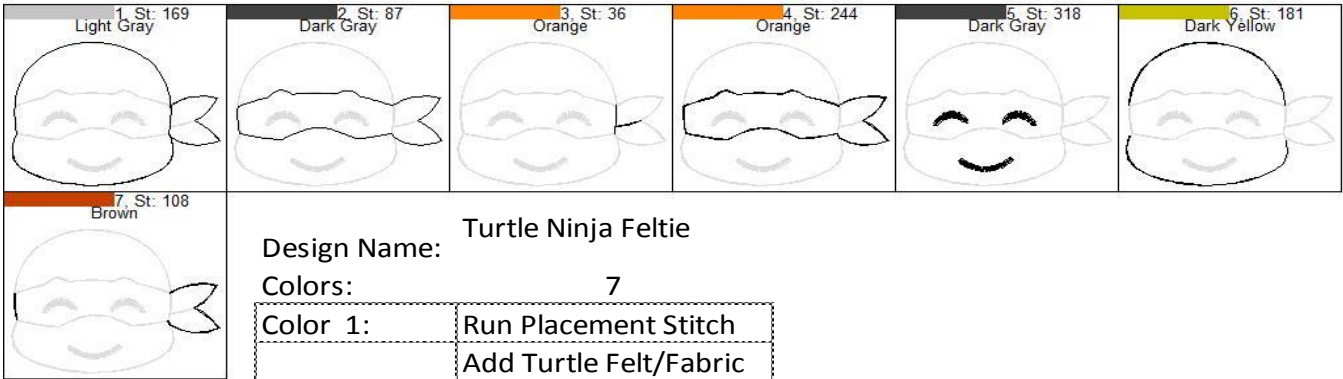 1, St: 169
Light Gray
2, St: 87
Dark Gray
3, St: 36
Orange
4, St: 244
Orange
5, St: 318
Dark Gray
6, St: 181
Dark Yellow
7, St: 108
Brown
Design Name: Turtle Ninja Feltie
Colors: 7
Color 1: Run Placement Stitch
Add Turtle Felt/Fabric